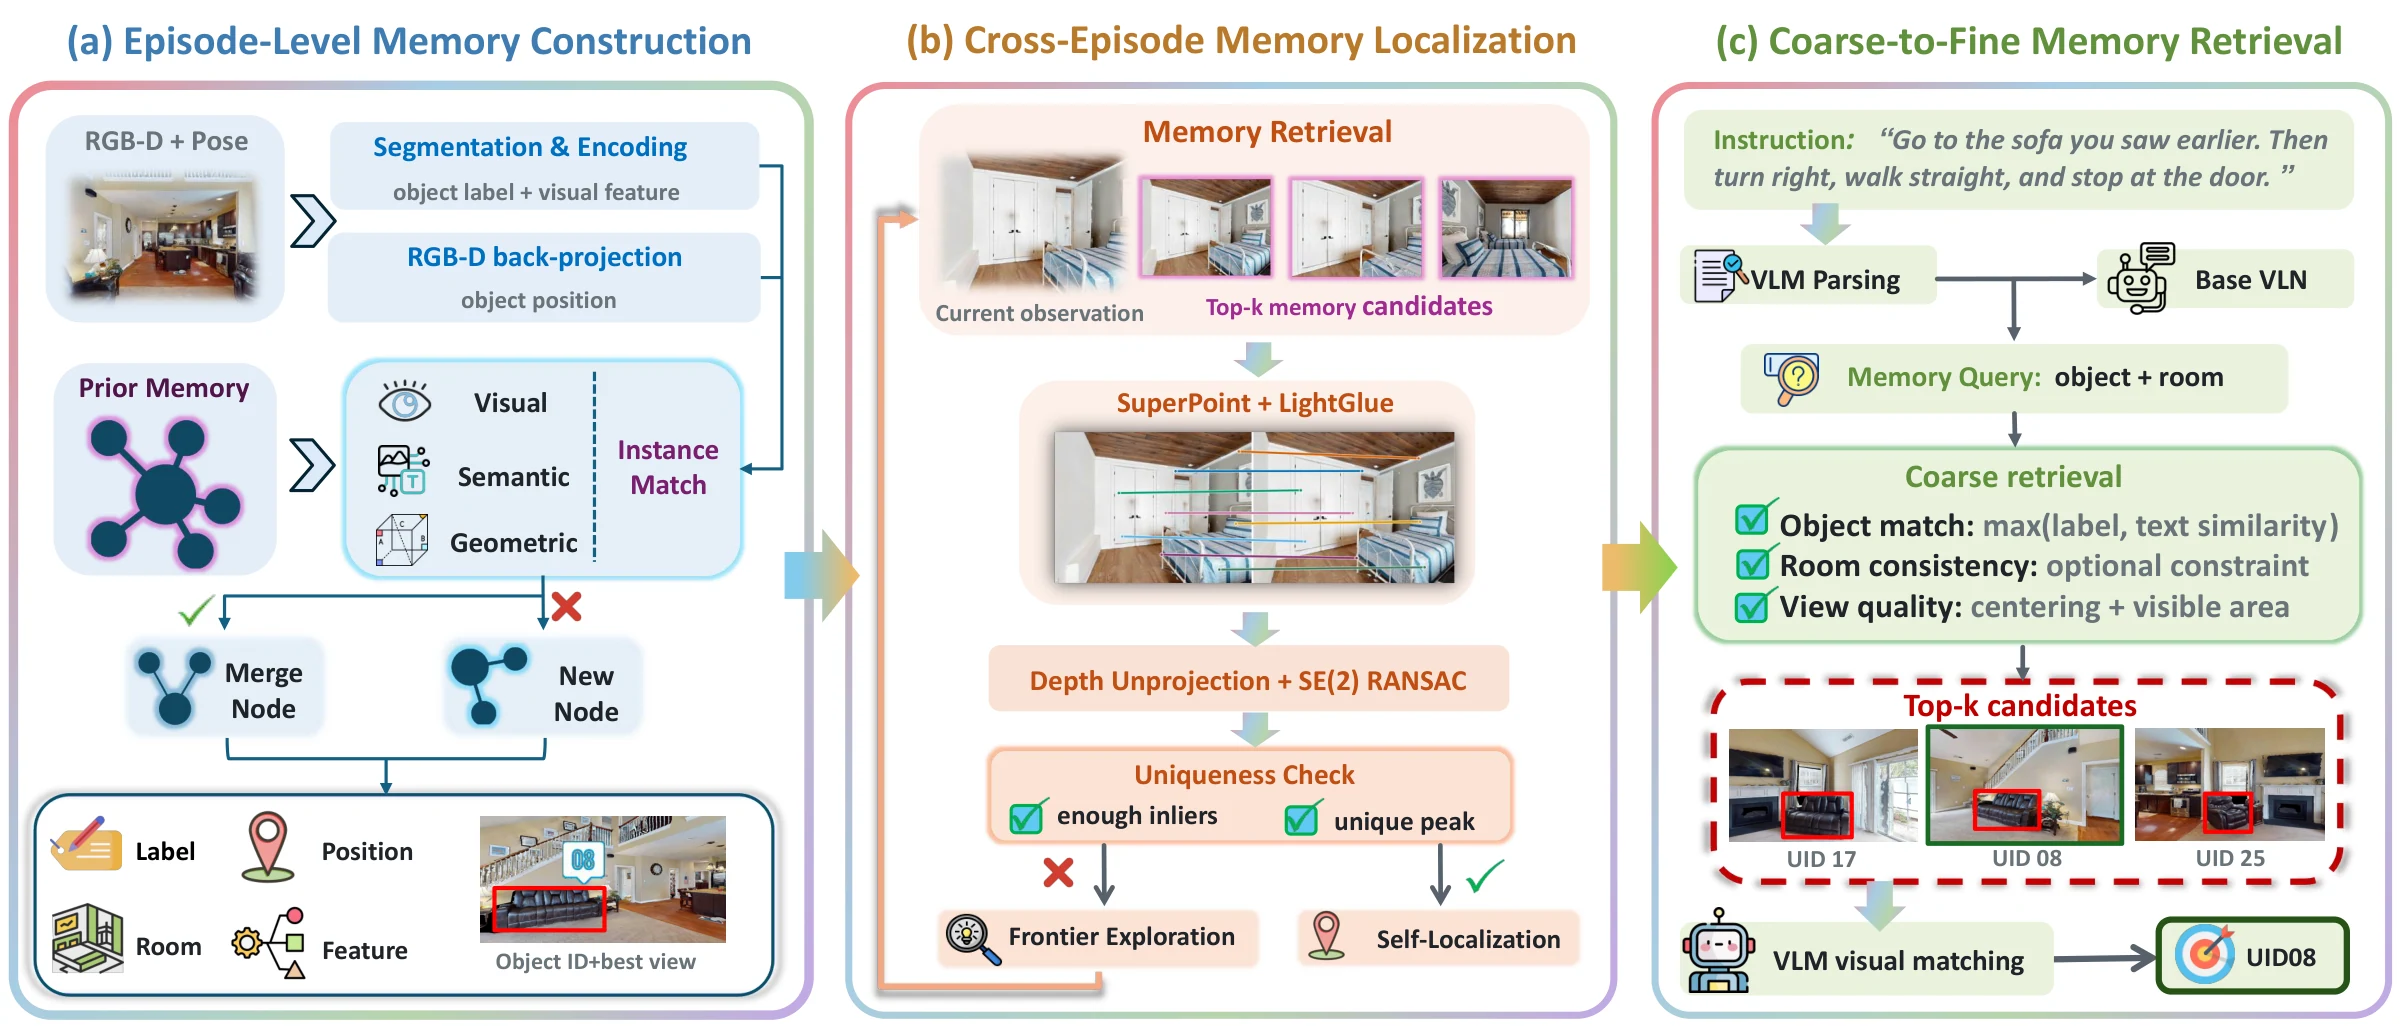 (a) Episode-Level Memory Construction
RGB-D + Pose
Segmentation & Encoding
object label + visual feature
RGB-D back-projection
object position
Prior Memory
Visual
Semantic
Geometric
Instance
Match
T
A
B
C
Merge
Node
New
Node
Label
Position
Room
Feature
08
Object ID+best view
(b) Cross-Episode Memory Localization
Memory Retrieval
Current observation
Top-k memory candidates
SuperPoint + LightGlue
Depth Unprojection + SE(2) RANSAC
Uniqueness Check
enough inliers
unique peak
Frontier Exploration
Self-Localization
(c) Coarse-to-Fine Memory Retrieval
Instruction: “Go to the sofa you saw earlier. Then
turn right, walk straight, and stop at the door. ”
VLM Parsing
Base VLN
?
Memory Query: object + room
Coarse retrieval
Object match: max(label, text similarity)
Room consistency: optional constraint
View quality: centering + visible area
Top-k candidates
UID 17
UID 08
UID 25
VLM visual matching
UID08